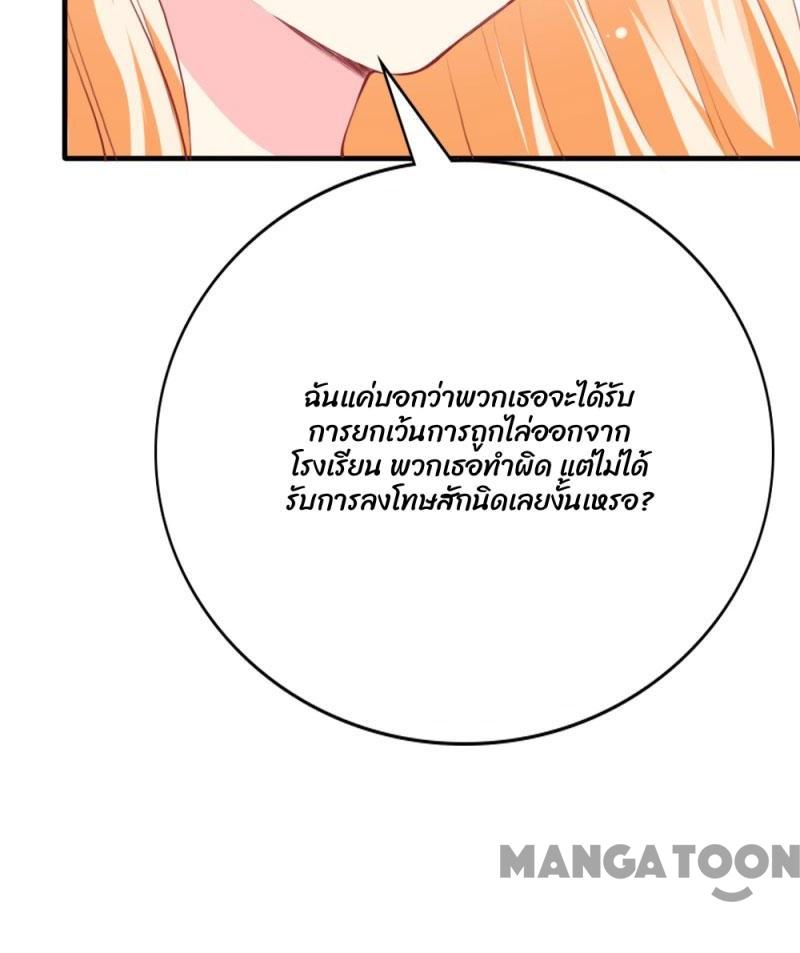 ฉันแค่บอกว่าพวกเธอจะได้รับ
การยกเว้นการถูกไล่ออกจาก
โรงเรียน พวกเธอทำผิด แต่ไม่ได้
รับการลงโทษสักนิดเลยงั้นเหรอ?
MANGATOON